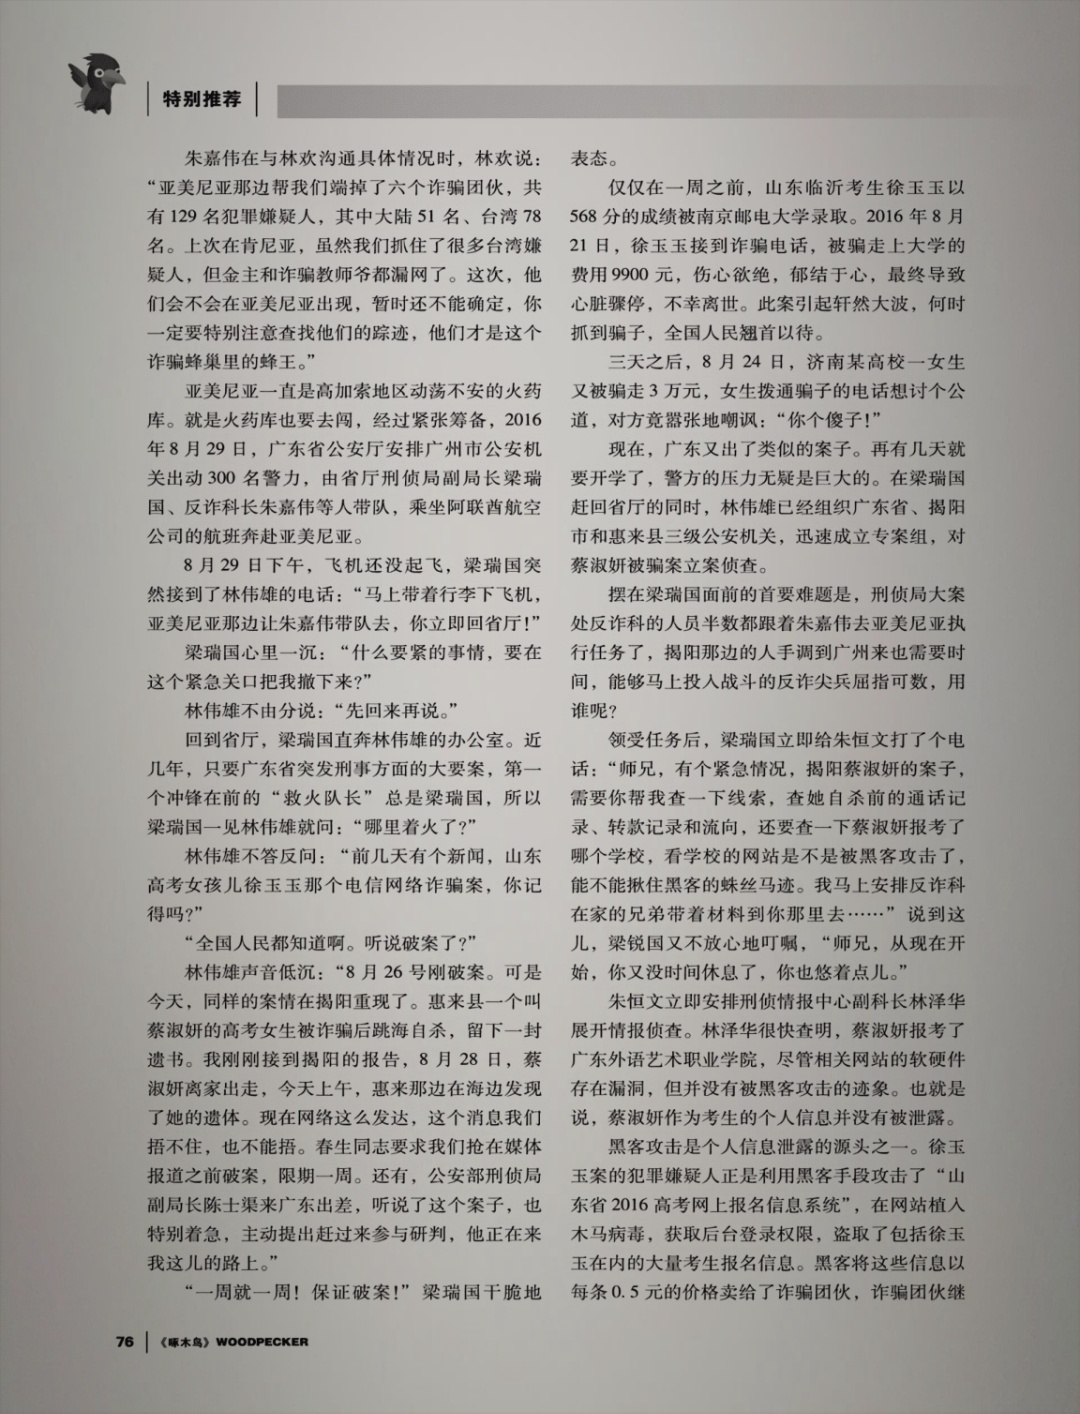 特别推荐
朱嘉伟在与林欢沟通具体情况时，林欢说：
“亚美尼亚那边帮我们端掉了六个诈骗团伙，共
有 129 名犯罪嫌疑人，其中大陆 51 名、台湾 78
名。上次在肯尼亚，虽然我们抓住了很多台湾嫌
疑人，但金主和诈骗教师爷都漏网了。这次，他
们会不会在亚美尼亚出现，暂时还不能确定，你
一定要特别注意查找他们的踪迹，他们才是这个
诈骗蜂巢里的蜂王。”
亚美尼亚一直是高加索地区动荡不安的火药
库。就是火药库也要去闯，经过紧张筹备，2016
年 8 月 29 日，广东省公安厅安排广州市公安机
关出动 300 名警力，由省厅刑侦局副局长梁瑞
国、反诈科长朱嘉伟等人带队，乘坐阿联酋航空
公司的航班奔赴亚美尼亚。
8 月 29 日下午，飞机还没起飞，梁瑞国突
然接到了林伟雄的电话：“马上带着行李下飞机，
亚美尼亚那边让朱嘉伟带队去，你立即回省厅！”
梁瑞国心里一沉：“什么要紧的事情，要在
这个紧急关口把我撤下来?”
林伟雄不由分说：“先回来再说。”
回到省厅，梁瑞国直奔林伟雄的办公室。近
几年，只要广东省突发刑事方面的大要案，第一
个冲锋在前的“救火队长”总是梁瑞国，所以
梁瑞国一见林伟雄就问：“哪里着火了?”
林伟雄不答反问：“前几天有个新闻，山东
高考女孩儿徐玉玉那个电信网络诈骗案，你记
得吗?”
“全国人民都知道啊。听说破案了?”
林伟雄声音低沉：“8 月 26 号刚破案。可是
今天，同样的案情在揭阳重现了。惠来县一个叫
蔡淑妍的高考女生被诈骗后跳海自杀，留下一封
遗书。我刚刚接到揭阳的报告，8 月 28 日，蔡
淑妍离家出走，今天上午，惠来那边在海边发现
了她的遗体。现在网络这么发达，这个消息我们
捂不住，也不能捂。春生同志要求我们抢在媒体
报道之前破案，限期一周。还有，公安部刑侦局
副局长陈士渠来广东出差，听说了这个案子，也
特别着急，主动提出赶过来参与研判，他正在来
我这儿的路上。”
“一周就一周！保证破案！”梁瑞国干脆地
表态。
仅仅在一周之前，山东临沂考生徐玉玉以
568 分的成绩被南京邮电大学录取。2016 年 8 月
21 日，徐玉玉接到诈骗电话，被骗走上大学的
费用 9900 元，伤心欲绝，郁结于心，最终导致
心脏骤停，不幸离世。此案引起轩然大波，何时
抓到骗子，全国人民翘首以待。
三天之后，8 月 24 日，济南某高校一女生
又被骗走 3 万元，女生拨通骗子的电话想讨个公
道，对方竟嚣张地嘲讽：“你个傻子！”
现在，广东又出了类似的案子。再有几天就
要开学了，警方的压力无疑是巨大的。在梁瑞国
赶回省厅的同时，林伟雄已经组织广东省、揭阳
市和惠来县三级公安机关，迅速成立专案组，对
蔡淑妍被骗案立案侦查。
摆在梁瑞国面前的首要难题是，刑侦局大案
处反诈科的人员半数都跟着朱嘉伟去亚美尼亚执
行任务了，揭阳那边的人手调到广州来也需要时
间，能够马上投入战斗的反诈尖兵屈指可数，用
谁呢?
领受任务后，梁瑞国立即给朱恒文打了个电
话：“师兄，有个紧急情况，揭阳蔡淑妍的案子，
需要你帮我查一下线索，查她自杀前的通话记
录、转款记录和流向，还要查一下蔡淑妍报考了
哪个学校，看学校的网站是不是被黑客攻击了，
能不能揪住黑客的蛛丝马迹。我马上安排反诈科
在家的兄弟带着材料到你那里去……”说到这
儿，梁锐国又不放心地叮嘱，“师兄，从现在开
始，你又没时间休息了，你也悠着点儿。”
朱恒文立即安排刑侦情报中心副科长林泽华
展开情报侦查。林泽华很快查明，蔡淑妍报考了
广东外语艺术职业学院，尽管相关网站的软硬件
存在漏洞，但并没有被黑客攻击的迹象。也就是
说，蔡淑妍作为考生的个人信息并没有被泄露。
黑客攻击是个人信息泄露的源头之一。徐玉
玉案的犯罪嫌疑人正是利用黑客手段攻击了“山
东省 2016 高考网上报名信息系统”，在网站植入
木马病毒，获取后台登录权限，盗取了包括徐玉
玉在内的大量考生报名信息。黑客将这些信息以
每条 0.5 元的价格卖给了诈骗团伙，诈骗团伙继
76 《啄木鸟》WOODPECKER